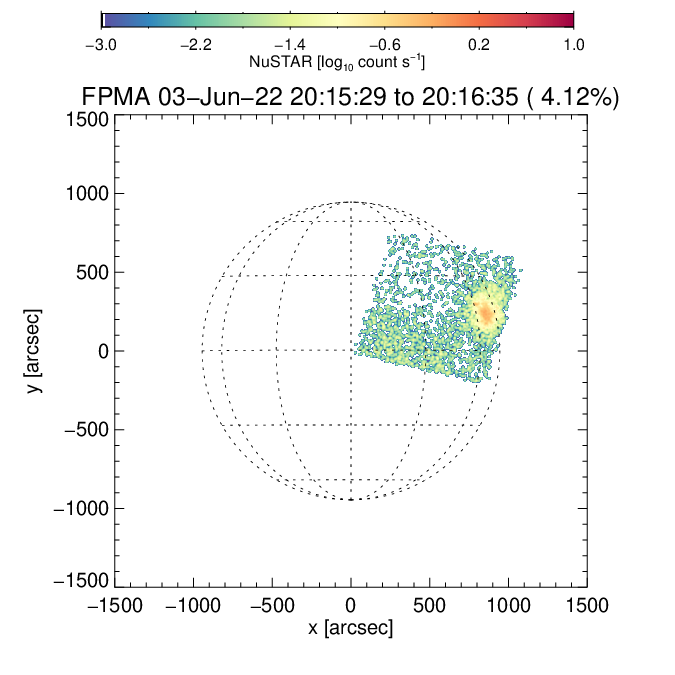 −3.0 −2.2 −1.4 −0.6 0.2 1.0
NuSTAR [log₁₀ count s⁻¹]
FPMA 03−Jun−22 20:15:29 to 20:16:35 ( 4.12%)
1500
1000
500
0
−500
−1000
−1500
y [arcsec]
−1500 −1000 −500 0 500 1000 1500
x [arcsec]